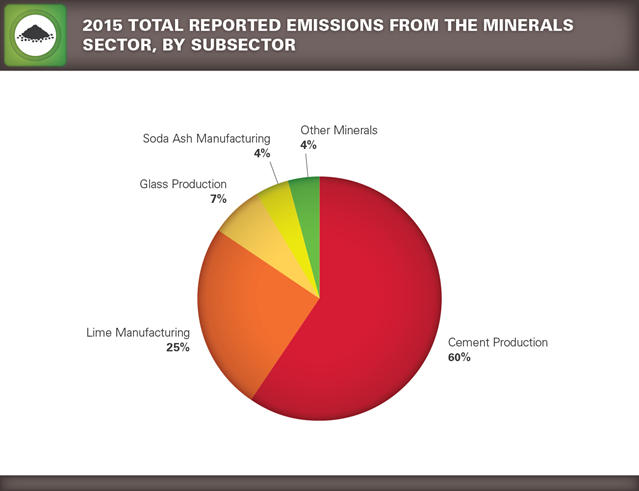 2015 TOTAL REPORTED EMISSIONS FROM THE MINERALS
SECTOR, BY SUBSECTOR
Other Minerals
4%
Soda Ash Manufacturing
4%
Glass Production
7%
Lime Manufacturing
25%
Cement Production
60%